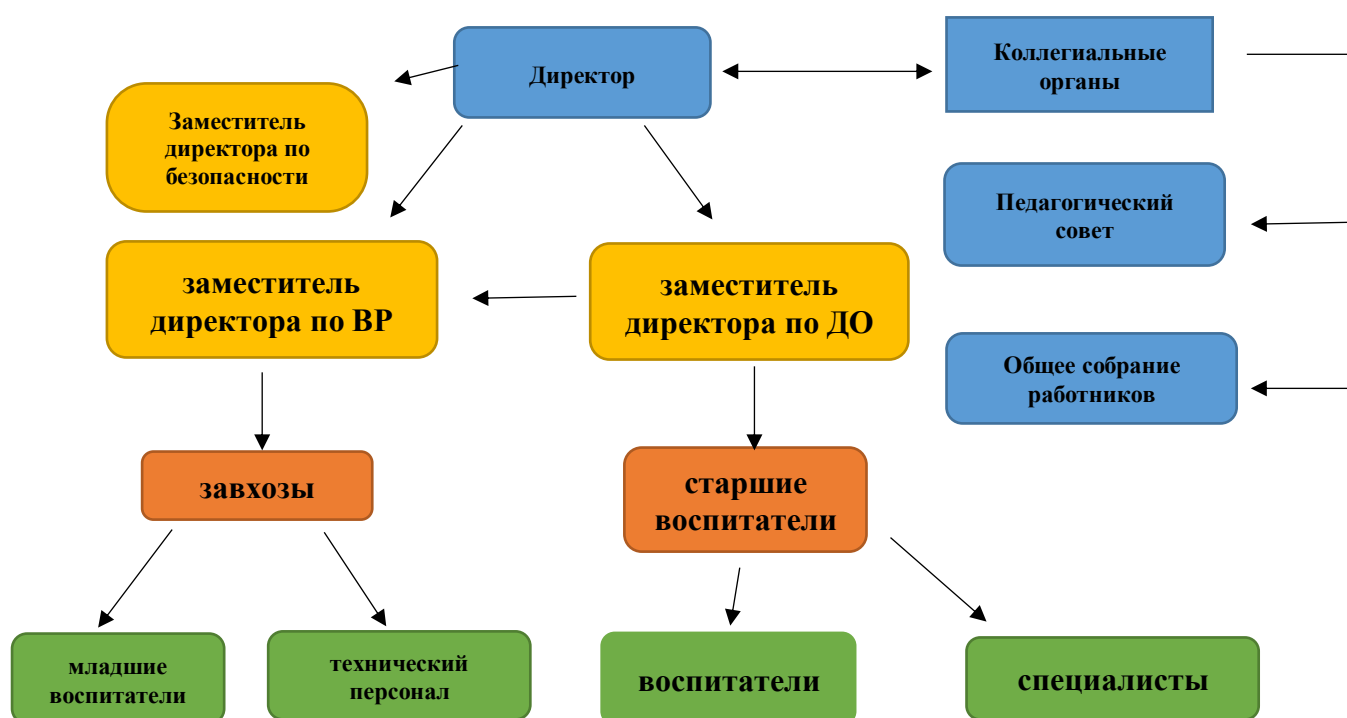 Директор
Коллегиальные
органы
Заместитель
директора по
безопасности
Педагогический
совет
заместитель
директора по ВР
заместитель
директора по ДО
Общее собрание
работников
завхозы
старшие
воспитатели
младшие
воспитатели
технический
персонал
воспитатели
специалисты